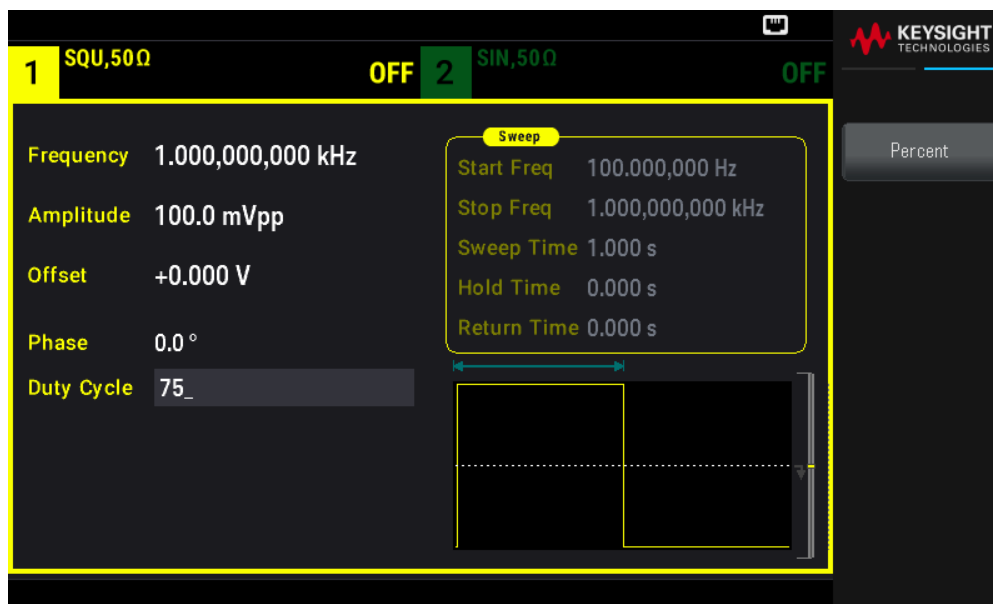 KEYSIGHT
TECHNOLOGIES
1 SQU,50Ω OFF 2 SIN,50Ω OFF
Percent
Frequency 1.000,000,000 kHz
Amplitude 100.0 mVpp
Offset +0.000 V
Phase 0.0 °
Duty Cycle 75_
Sweep
Start Freq 100.000,000 Hz
Stop Freq 1.000,000,000 kHz
Sweep Time 1.000 s
Hold Time 0.000 s
Return Time 0.000 s